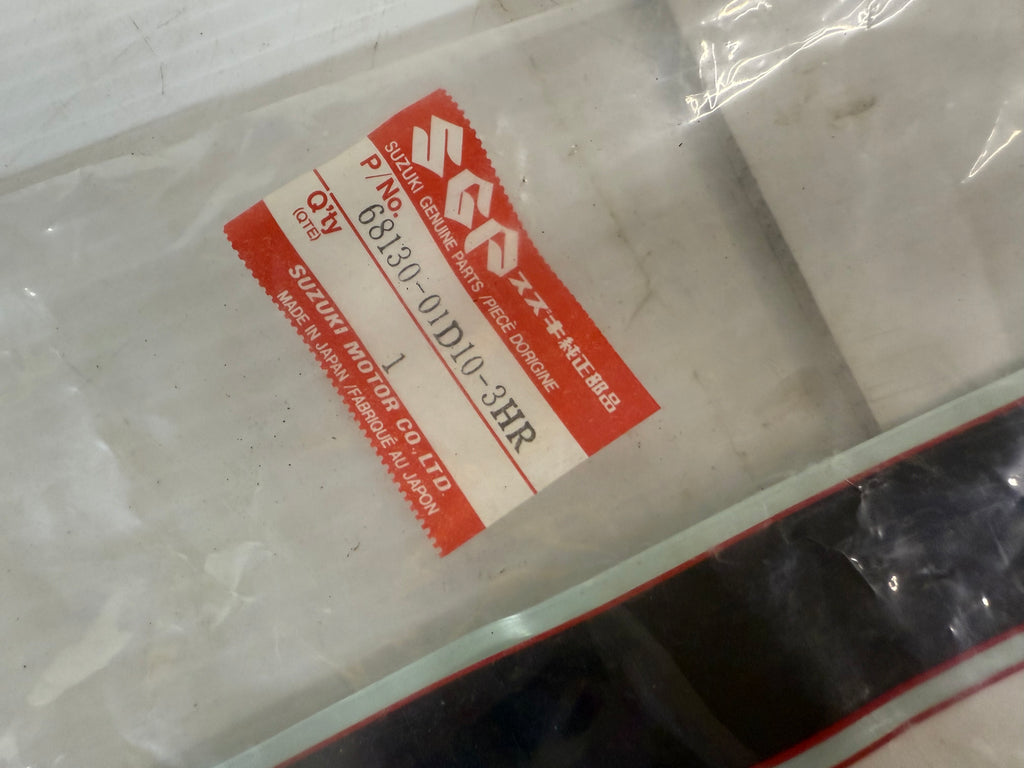 SGP スズキ純正部品
SUZUKI GENUINE PARTS /PIECE DORIGINE
P/No. 68130-01D10-3HR
Q'ty 1
(QTE)
SUZUKI MOTOR CO., LTD.
MADE IN JAPAN /FABRIQUÉ AU JAPON